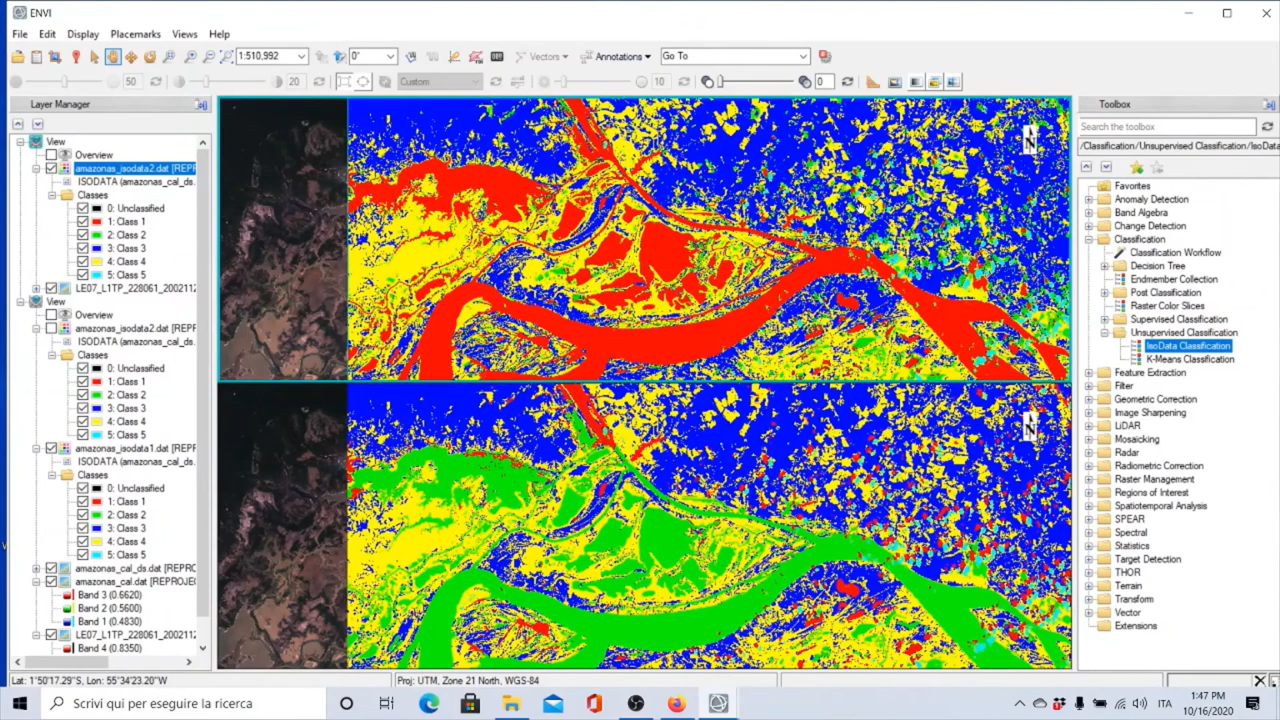 ENVI
File Edit Display Placemarks Views Help
1:510,992 0° Vectors Annotations Go To
50 20 Custom 10 0
Layer Manager
View
Overview
amazonas_isodata2.dat [REPR
ISODATA (amazonas_cal_ds.
Classes
0: Unclassified
1: Class 1
2: Class 2
3: Class 3
4: Class 4
5: Class 5
LE07_L1TP_228061_200211
View
Overview
amazonas_isodata2.dat [REPR
ISODATA (amazonas_cal_ds.
Classes
0: Unclassified
1: Class 1
2: Class 2
3: Class 3
4: Class 4
5: Class 5
amazonas_isodata1.dat [REPR
ISODATA (amazonas_cal_ds.
Classes
0: Unclassified
1: Class 1
2: Class 2
3: Class 3
4: Class 4
5: Class 5
amazonas_cal_ds.dat [REPRO
amazonas_cal.dat [REPROJEC
Band 3 (0.6620)
Band 2 (0.5600)
Band 1 (0.4830)
LE07_L1TP_228061_200211
Band 4 (0.8350)
N
N
Toolbox
Search the toolbox
/Classification/Unsupervised Classification/IsoData
Favorites
Anomaly Detection
Band Algebra
Change Detection
Classification
Classification Workflow
Decision Tree
Endmember Collection
Post Classification
Raster Color Slices
Supervised Classification
Unsupervised Classification
IsoData Classification
K-Means Classification
Feature Extraction
Filter
Geometric Correction
Image Sharpening
LiDAR
Mosaicking
Radar
Radiometric Correction
Raster Management
Regions of Interest
Spatiotemporal Analysis
SPEAR
Spectral
Statistics
Target Detection
THOR
Terrain
Transform
Vector
Extensions
Lat: 1°50'17.29"S, Lon: 55°34'23.20"W Proj: UTM, Zone 21 North, WGS-84
Scrivi qui per eseguire la ricerca ITA 1:47 PM
10/16/2020